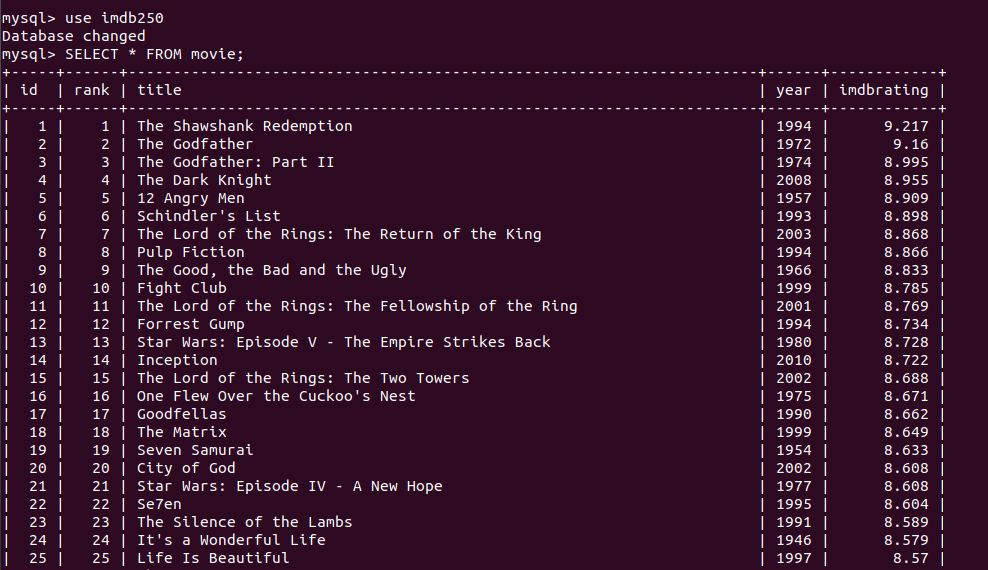 mysql> use imdb250
Database changed
mysql> SELECT * FROM movie;
+-----+------+----------------------------------------------------------------------+------+------------+
| id  | rank | title                                                                | year | imdbrating |
+-----+------+----------------------------------------------------------------------+------+------------+
|   1 |    1 | The Shawshank Redemption                                             | 1994 |      9.217 |
|   2 |    2 | The Godfather                                                        | 1972 |       9.16 |
|   3 |    3 | The Godfather: Part II                                               | 1974 |      8.995 |
|   4 |    4 | The Dark Knight                                                      | 2008 |      8.955 |
|   5 |    5 | 12 Angry Men                                                         | 1957 |      8.909 |
|   6 |    6 | Schindler's List                                                     | 1993 |      8.898 |
|   7 |    7 | The Lord of the Rings: The Return of the King                        | 2003 |      8.868 |
|   8 |    8 | Pulp Fiction                                                         | 1994 |      8.866 |
|   9 |    9 | The Good, the Bad and the Ugly                                       | 1966 |      8.833 |
|  10 |   10 | Fight Club                                                           | 1999 |      8.785 |
|  11 |   11 | The Lord of the Rings: The Fellowship of the Ring                    | 2001 |      8.769 |
|  12 |   12 | Forrest Gump                                                         | 1994 |      8.734 |
|  13 |   13 | Star Wars: Episode V - The Empire Strikes Back                       | 1980 |      8.728 |
|  14 |   14 | Inception                                                            | 2010 |      8.722 |
|  15 |   15 | The Lord of the Rings: The Two Towers                                | 2002 |      8.688 |
|  16 |   16 | One Flew Over the Cuckoo's Nest                                      | 1975 |      8.671 |
|  17 |   17 | Goodfellas                                                           | 1990 |      8.662 |
|  18 |   18 | The Matrix                                                           | 1999 |      8.649 |
|  19 |   19 | Seven Samurai                                                        | 1954 |      8.633 |
|  20 |   20 | City of God                                                          | 2002 |      8.608 |
|  21 |   21 | Star Wars: Episode IV - A New Hope                                   | 1977 |      8.608 |
|  22 |   22 | Se7en                                                                | 1995 |      8.604 |
|  23 |   23 | The Silence of the Lambs                                             | 1991 |      8.589 |
|  24 |   24 | It's a Wonderful Life                                                | 1946 |      8.579 |
|  25 |   25 | Life Is Beautiful                                                    | 1997 |       8.57 |